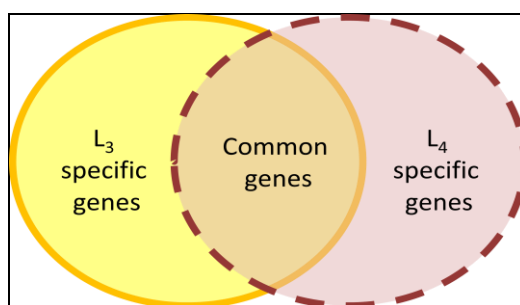 L₃
specific
genes
Common
genes
L₄
specific
genes